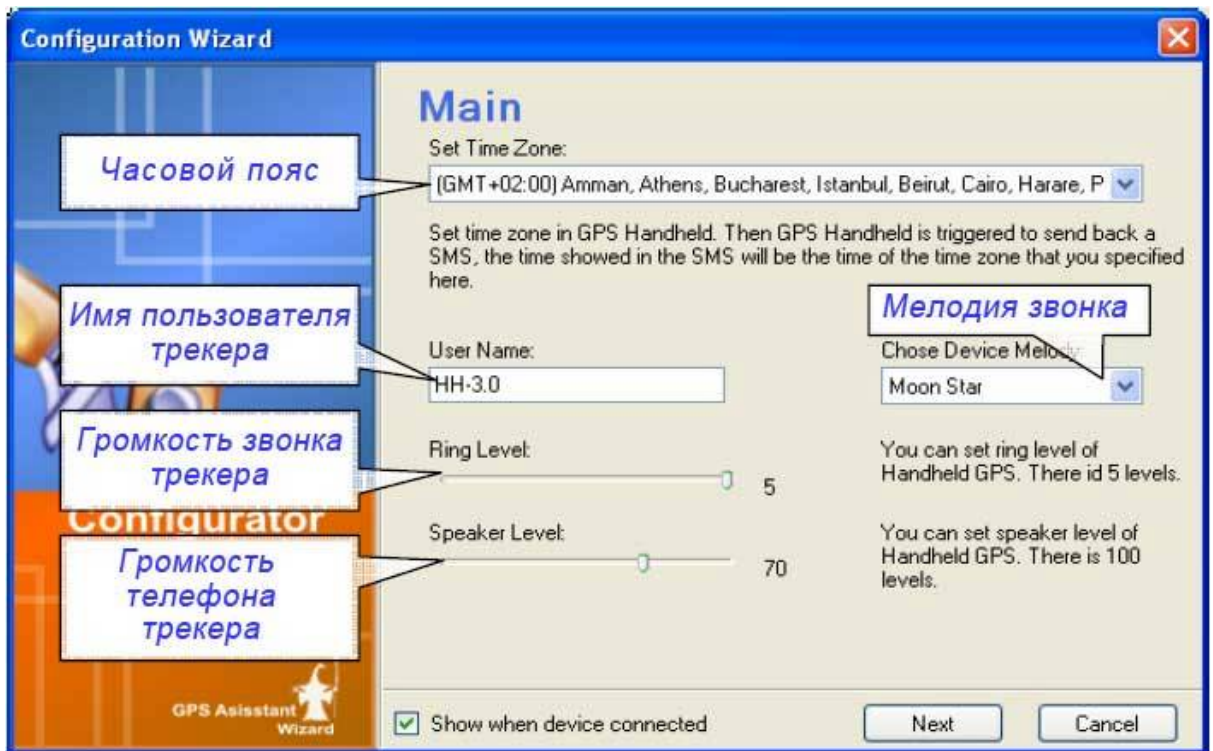 Configuration Wizard
Main
Set Time Zone:
Часовой пояс
(GMT+02:00) Amman, Athens, Bucharest, Istanbul, Beirut, Cairo, Harare, P
Set time zone in GPS Handheld. Then GPS Handheld is triggered to send back a
SMS, the time showed in the SMS will be the time of the time zone that you specified
here.
Имя пользователя
трекера
User Name:
HH-3.0
Мелодия звонка
Chose Device Melody:
Moon Star
Громкость звонка
трекера
Ring Level:
5
You can set ring level of
Handheld GPS. There id 5 levels.
Configurator
Громкость
телефона
трекера
Speaker Level:
70
You can set speaker level of
Handheld GPS. There is 100
levels.
GPS Asisstant
Wizard
Show when device connected
Next
Cancel